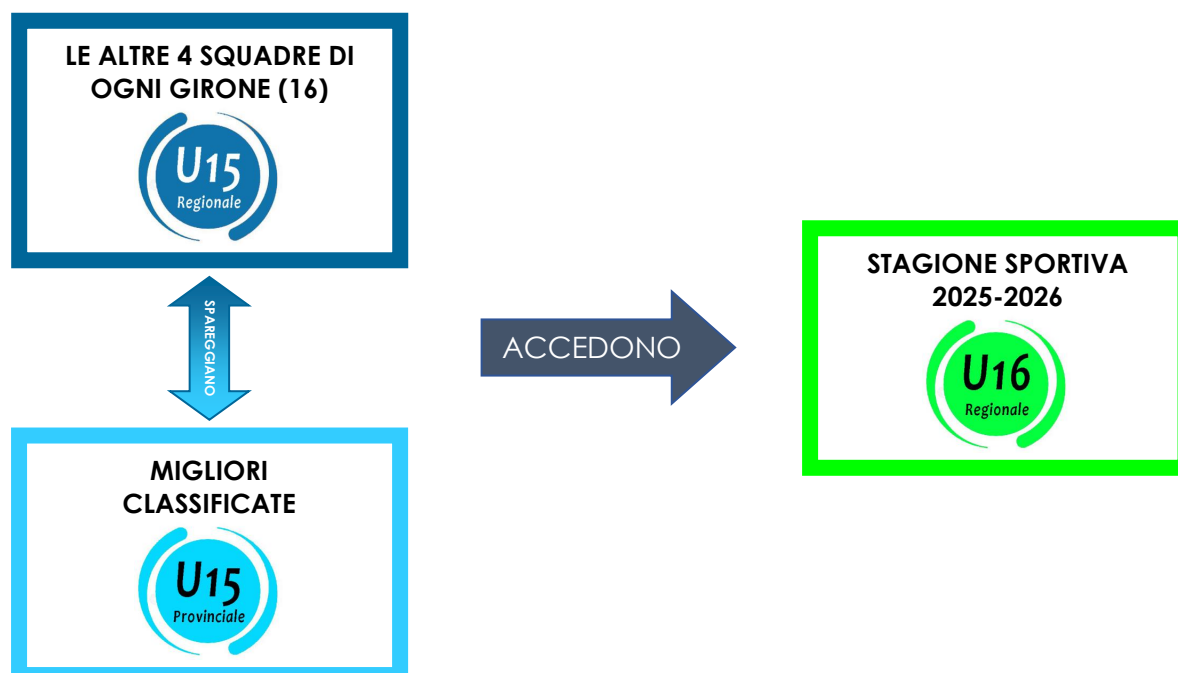 LE ALTRE 4 SQUADRE DI
OGNI GIRONE (16)
U15
Regionale
SPAREGGIANO
MIGLIORI
CLASSIFICATE
U15
Provinciale
ACCEDONO
STAGIONE SPORTIVA
2025-2026
U16
Regionale